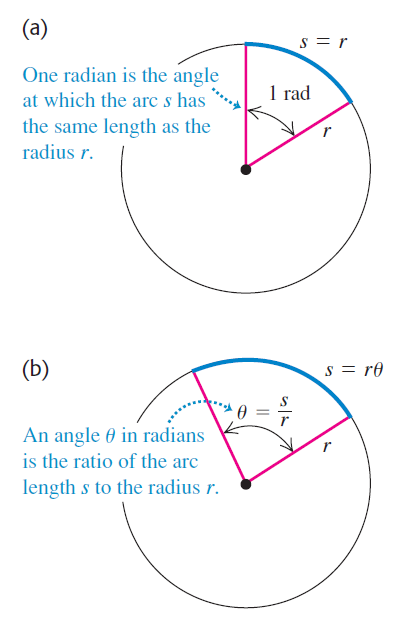 (a)
s = r
One radian is the angle
at which the arc s has
the same length as the
radius r.
1 rad
r
(b)
s = rθ
θ = s/r
An angle θ in radians
is the ratio of the arc
length s to the radius r.
r